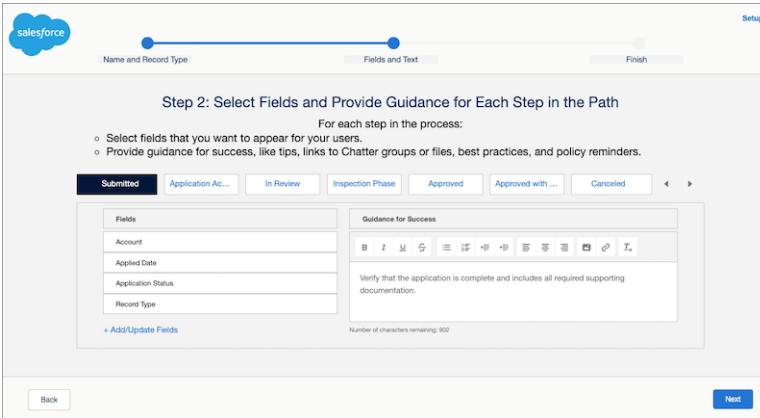 Setup
salesforce
Name and Record Type
Fields and Text
Finish
Step 2: Select Fields and Provide Guidance for Each Step in the Path
For each step in the process:
Select fields that you want to appear for your users.
Provide guidance for success, like tips, links to Chatter groups or files, best practices, and policy reminders.
Submitted
Application Ac...
In Review
Inspection Phase
Approved
Approved with ...
Canceled
Fields
Account
Applied Date
Application Status
Record Type
+ Add/Update Fields
Guidance for Success
B I U S
Verify that the application is complete and includes all required supporting
documentation.
Number of characters remaining: 902
Back
Next